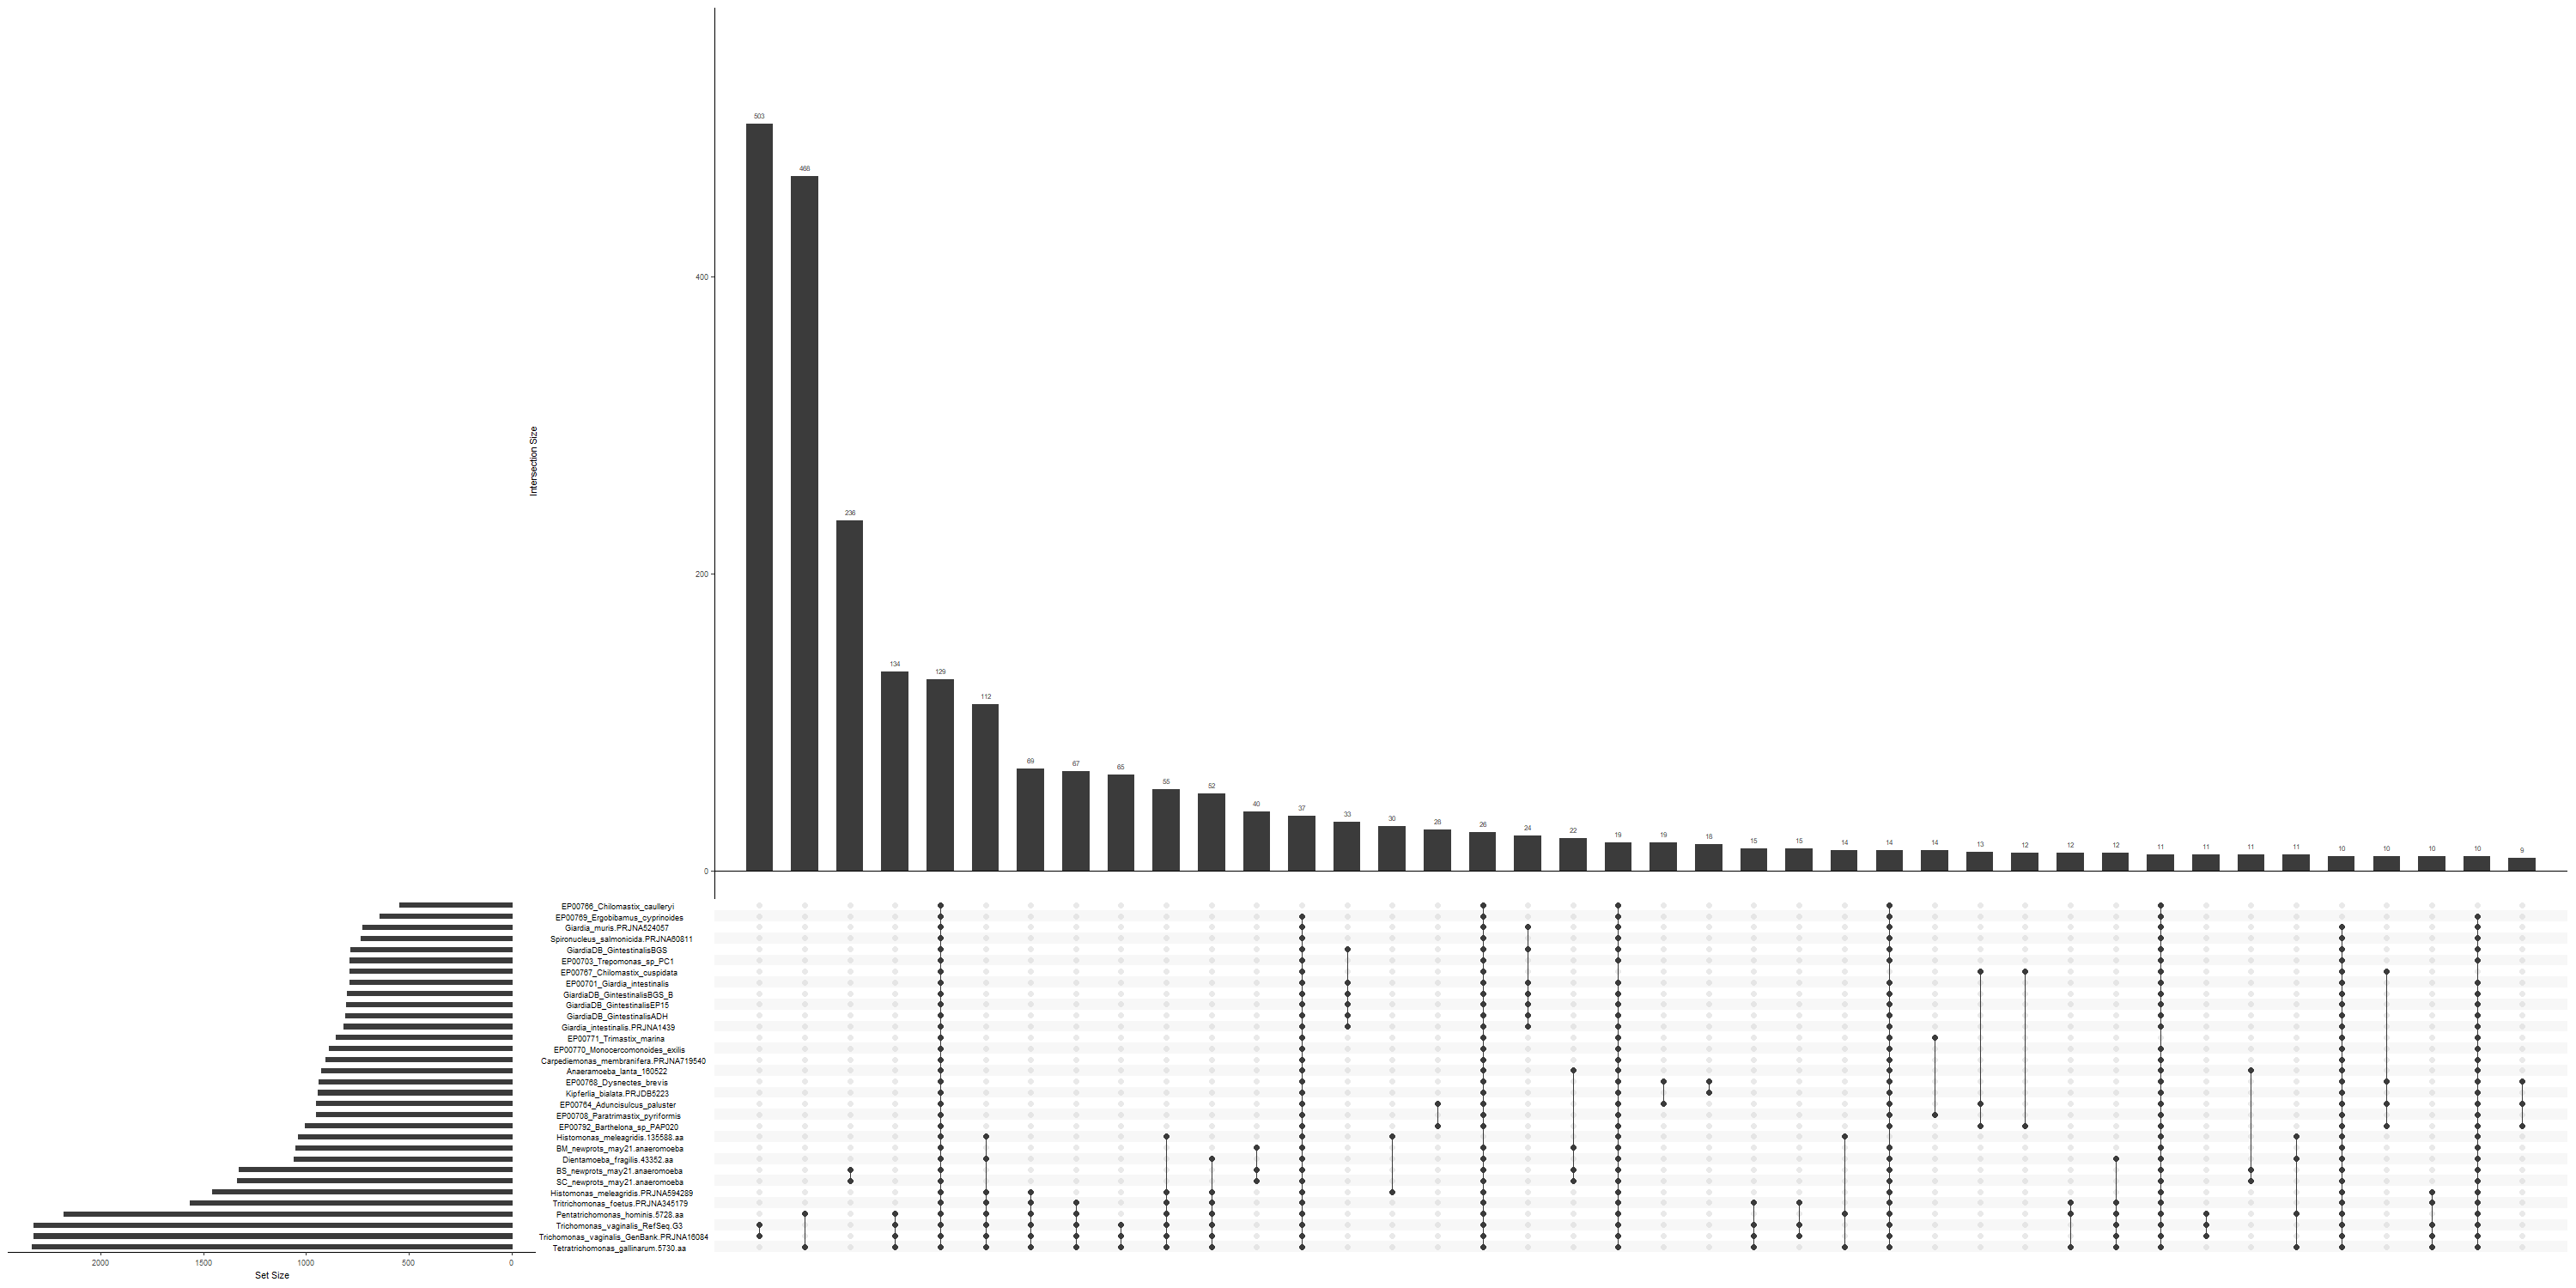 503
468
236
134
129
112
69
67
65
55
52
40
37
33
30
28
26
24
22
19
19
18
15
15
14
14
14
13
12
12
12
11
11
11
11
10
10
10
10
9
400
200
0
Intersection Size
EP00766_Chilomastix_caulleryi
EP00769_Ergobibamus_cyprinoides
Giardia_muris.PRJNA524057
Spironucleus_salmonicida.PRJNA60811
GiardiaDB_GintestinalisBGS
EP00703_Trepomonas_sp_PC1
EP00767_Chilomastix_cuspidata
EP00701_Giardia_intestinalis
GiardiaDB_GintestinalisBGS_B
GiardiaDB_GintestinalisEP15
GiardiaDB_GintestinalisADH
Giardia_intestinalis.PRJNA1439
EP00771_Trimastix_marina
EP00770_Monocercomonoides_exilis
Carpediemonas_membranifera.PRJNA719540
Anaeramoeba_lanta_160522
EP00768_Dysnectes_brevis
Kipferlia_bialata.PRJDB5223
EP00764_Aduncisulcus_paluster
EP00708_Paratrimastix_pyriformis
EP00792_Barthelona_sp_PAP020
Histomonas_meleagridis.135588.aa
BM_newprots_may21.anaeromoeba
Dientamoeba_fragilis.43352.aa
BS_newprots_may21.anaeromoeba
SC_newprots_may21.anaeromoeba
Histomonas_meleagridis.PRJNA594289
Tritrichomonas_foetus.PRJNA345179
Pentatrichomonas_hominis.5728.aa
Trichomonas_vaginalis_RefSeq.G3
Trichomonas_vaginalis_GenBank.PRJNA16084
Tetratrichomonas_gallinarum.5730.aa
2000
1500
1000
500
0
Set Size